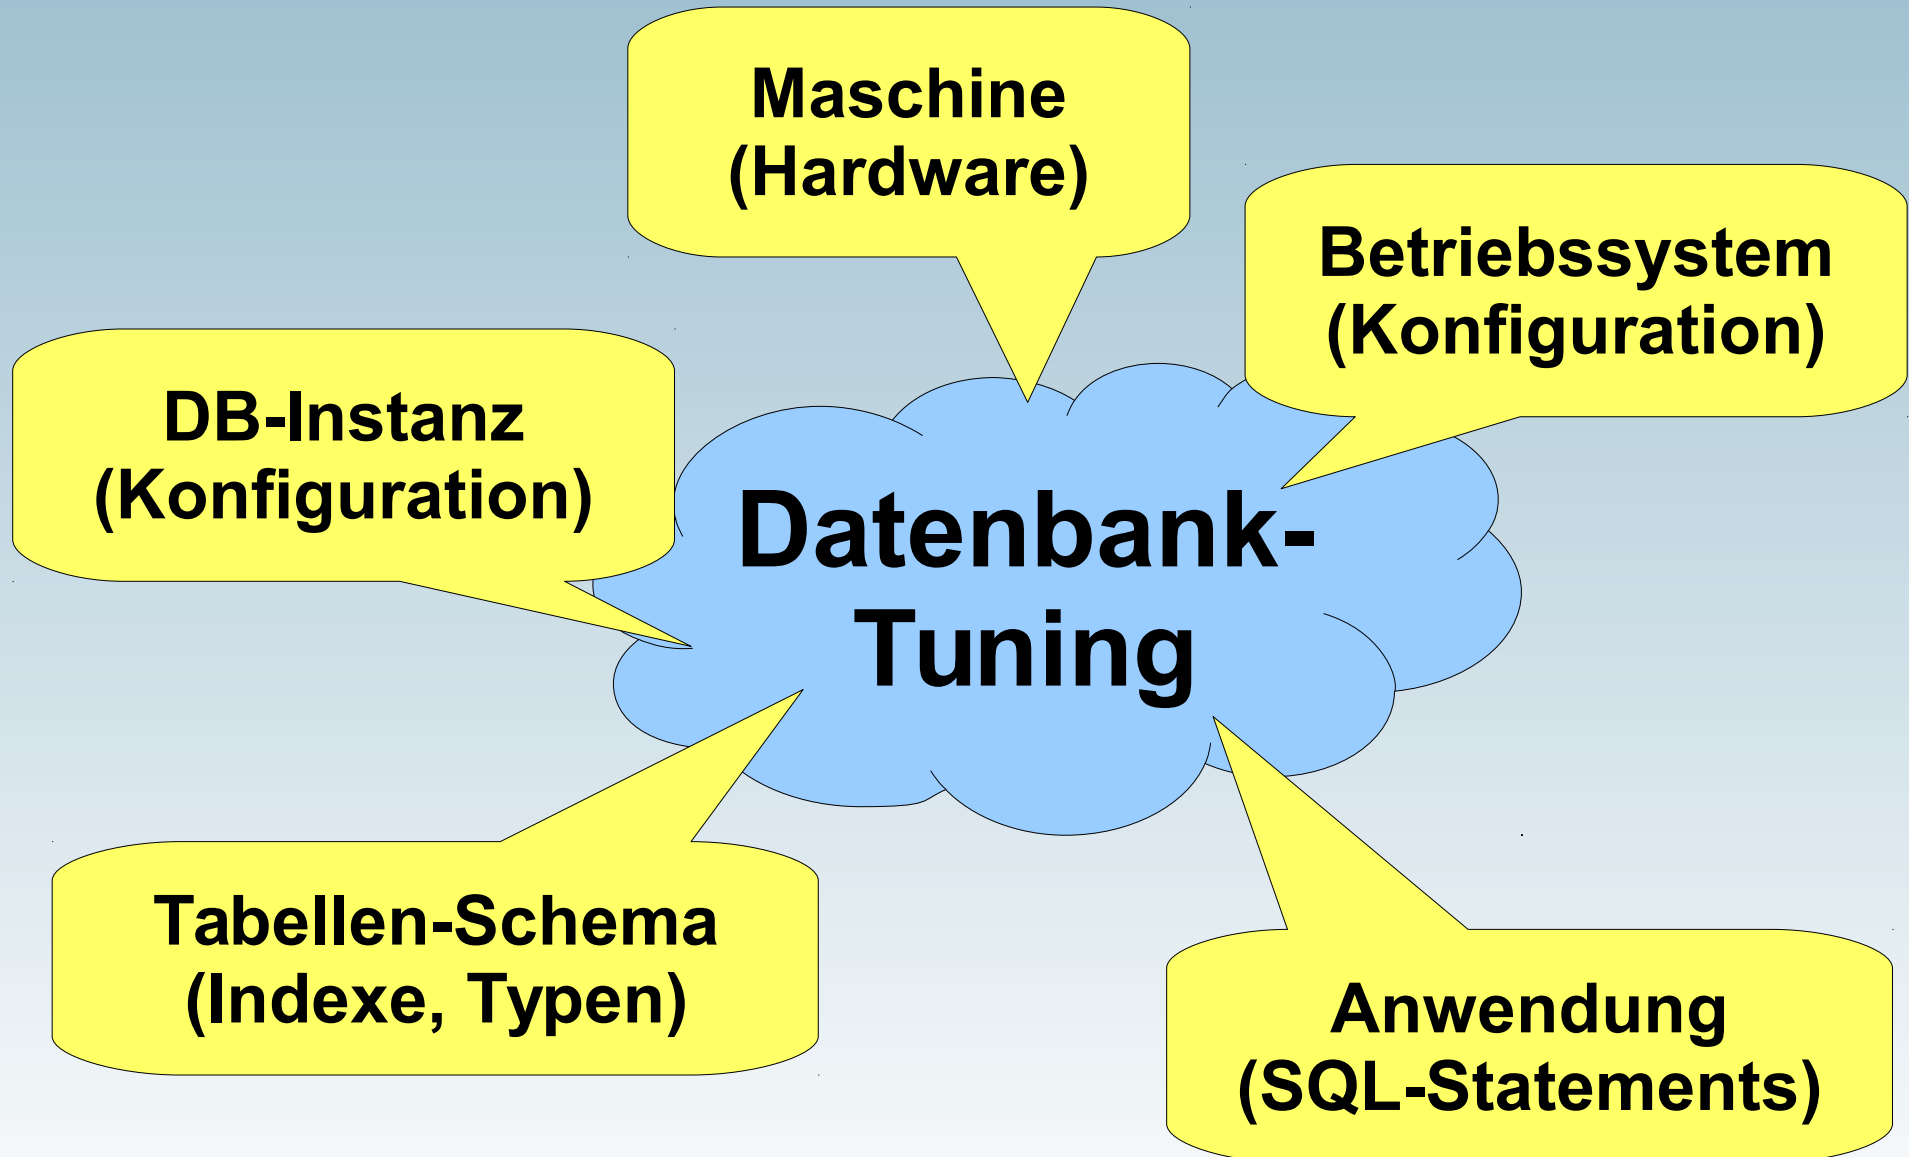 Maschine
(Hardware)
Betriebssystem
(Konfiguration)
DB-Instanz
(Konfiguration)
Datenbank-
Tuning
Tabellen-Schema
(Indexe, Typen)
Anwendung
(SQL-Statements)